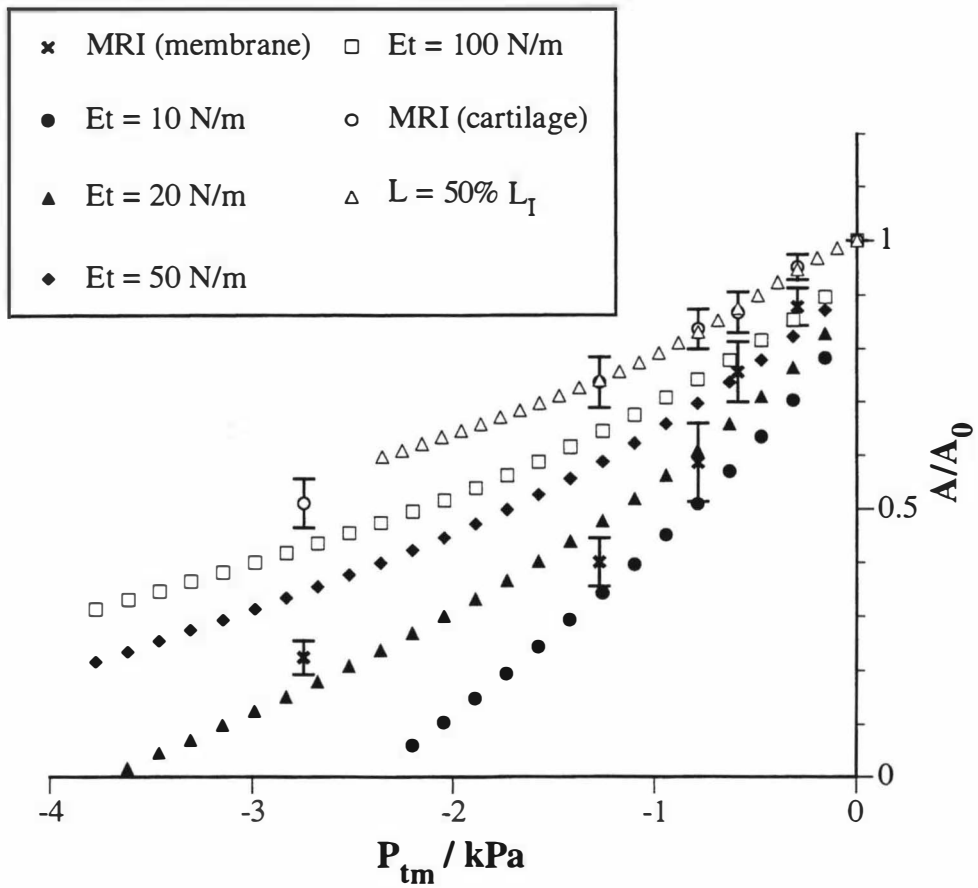 MRI (membrane)
Et = 100 N/m
Et = 10 N/m
MRI (cartilage)
Et = 20 N/m
L = 50% L_I
Et = 50 N/m
1
0.5
0
A/A_0
-4 -3 -2 -1 0
P_tm / kPa